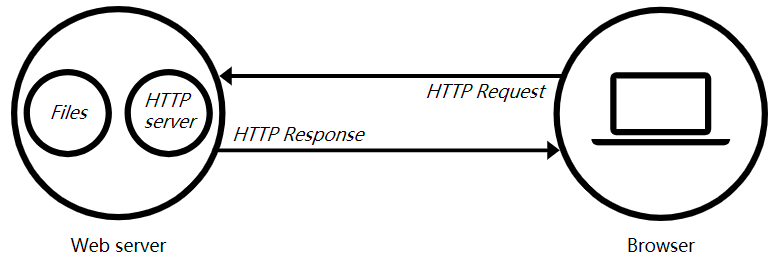 Files
HTTP
server
HTTP Request
HTTP Response
Web server
Browser